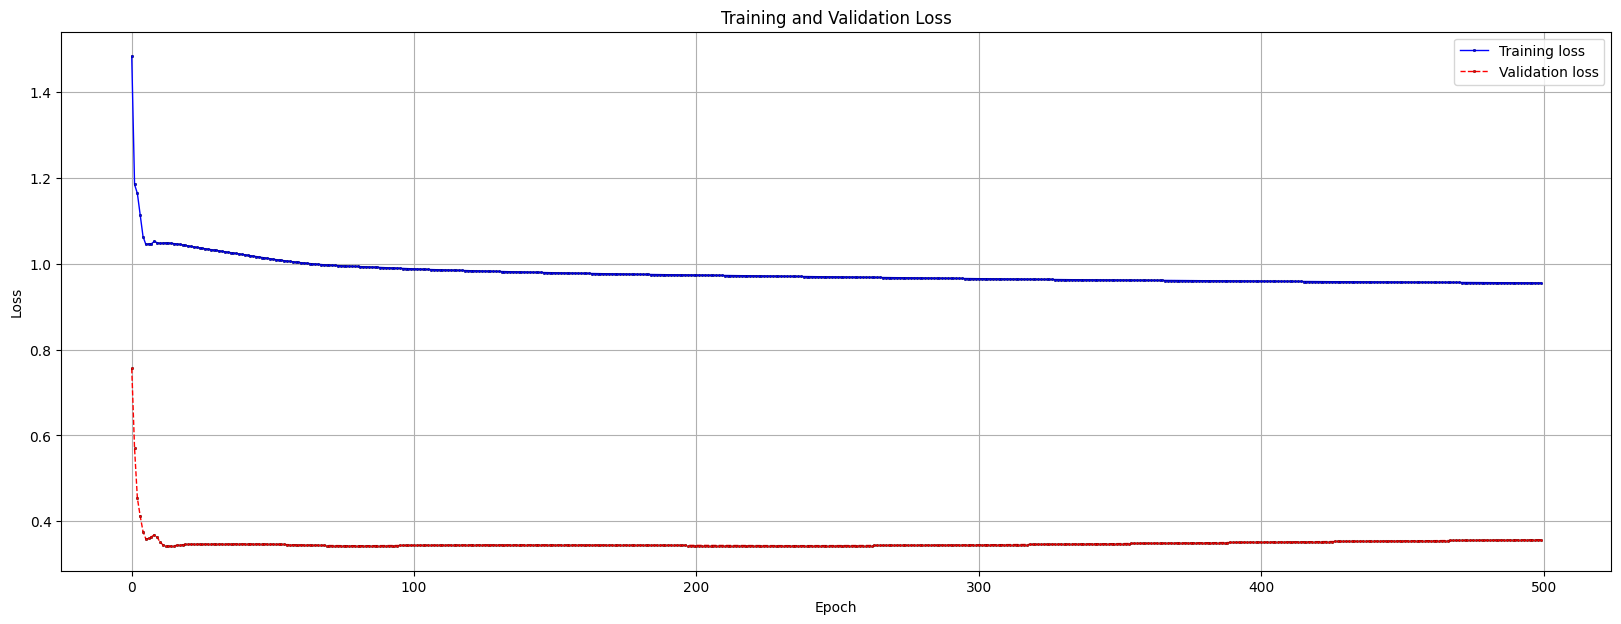 Training and Validation Loss
Training loss
Validation loss
1.4
1.2
1.0
0.8
0.6
0.4
Loss
0 100 200 300 400 500
Epoch